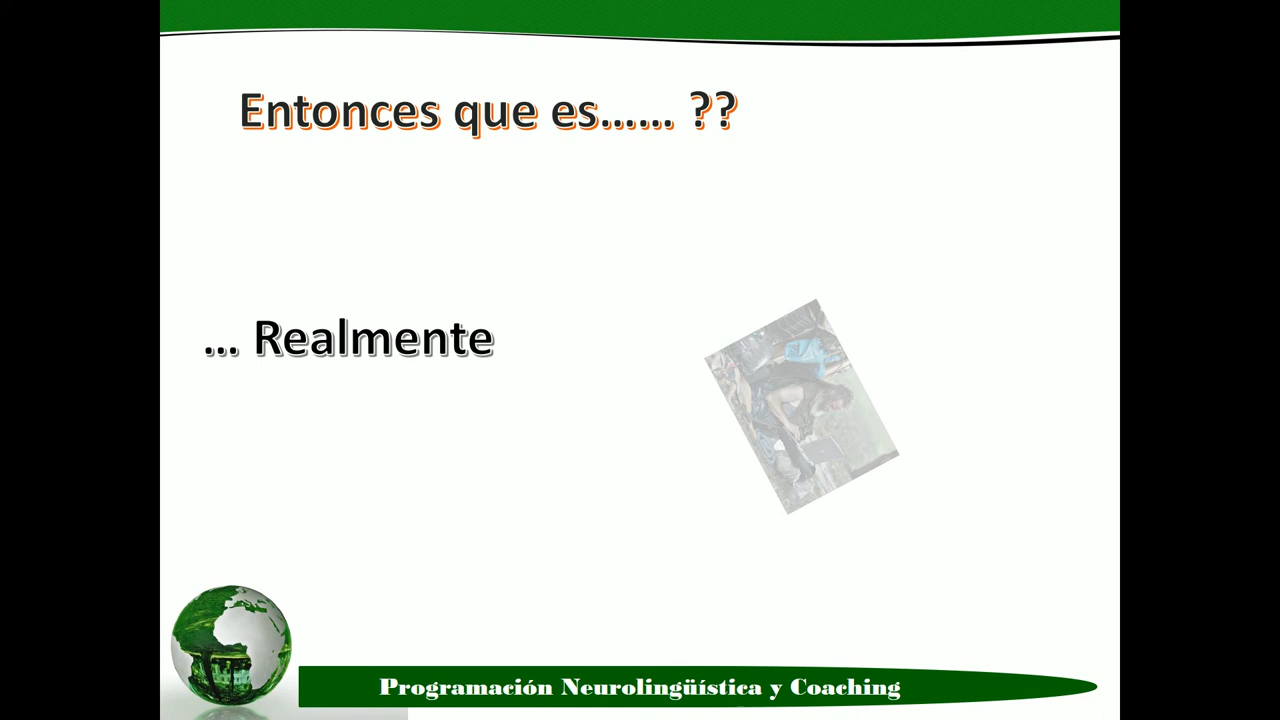 Entonces que es...... ??
... Realmente
Programación Neurolingüística y Coaching